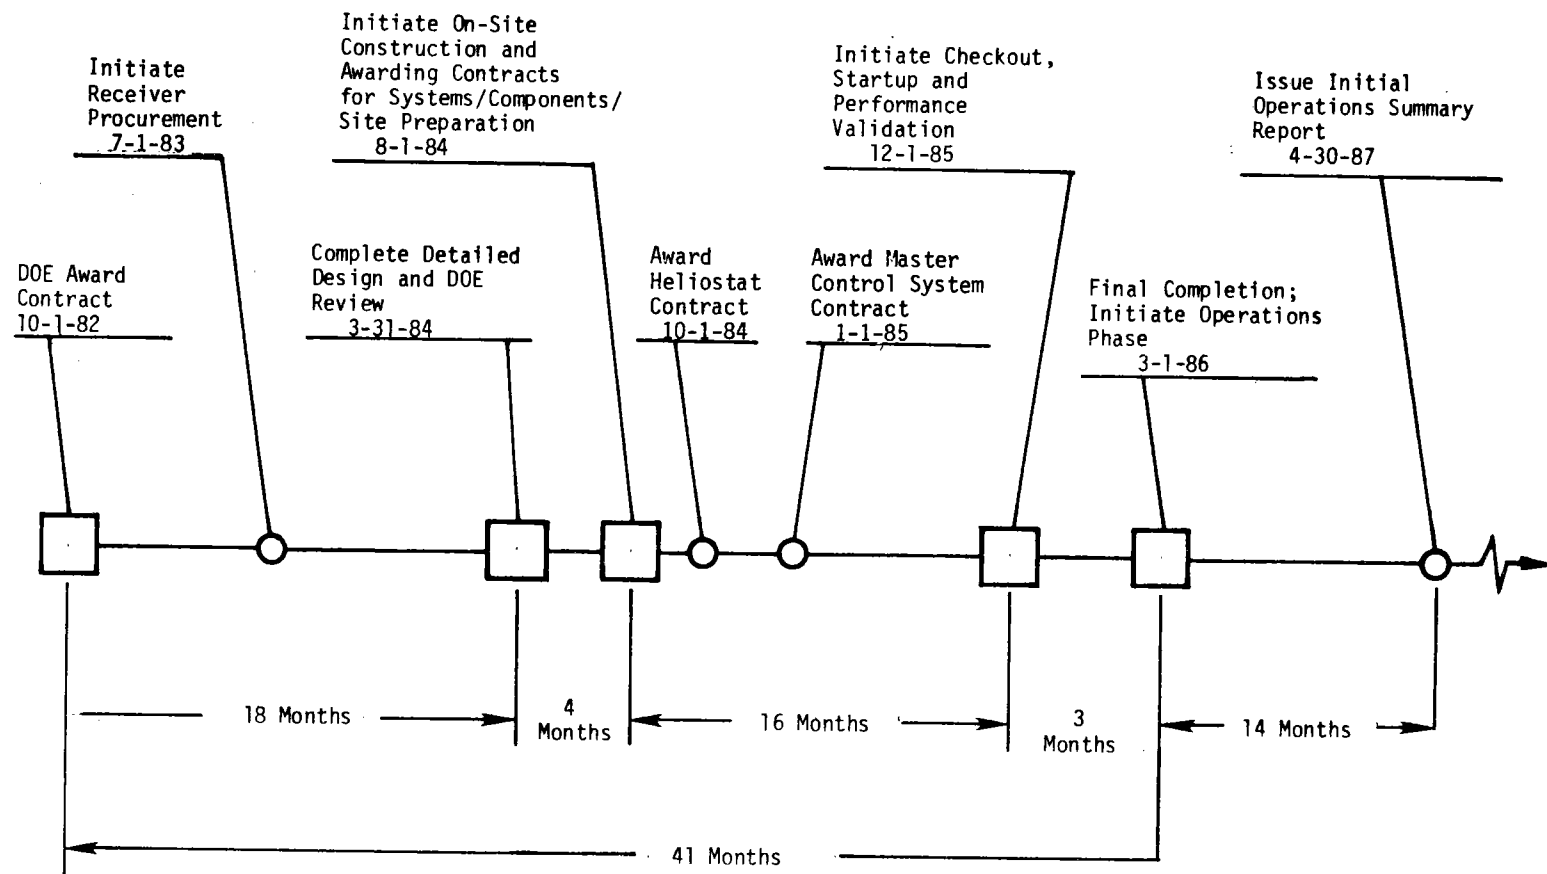 Initiate
Receiver
Procurement
7-1-83
Initiate On-Site
Construction and
Awarding Contracts
for Systems/Components/
Site Preparation
8-1-84
Initiate Checkout,
Startup and
Performance
Validation
12-1-85
Issue Initial
Operations Summary
Report
4-30-87
DOE Award
Contract
10-1-82
Complete Detailed
Design and DOE
Review
3-31-84
Award
Heliostat
Contract
10-1-84
Award Master
Control System
Contract
1-1-85
Final Completion;
Initiate Operations
Phase
3-1-86
18 Months
4
Months
16 Months
3
Months
14 Months
41 Months